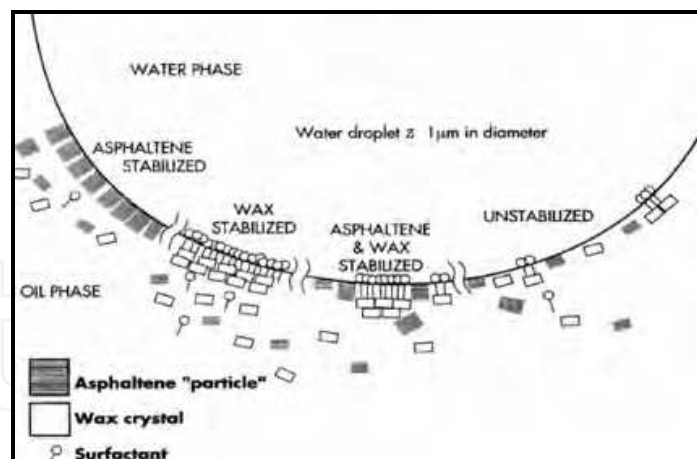 WATER PHASE
Water droplet ≈ 1μm in diameter
ASPHALTENE
STABILIZED
WAX
STABILIZED
ASPHALTENE
& WAX
STABILIZED
UNSTABILIZED
OIL PHASE
Asphaltene "particle"
Wax crystal
Surfactant